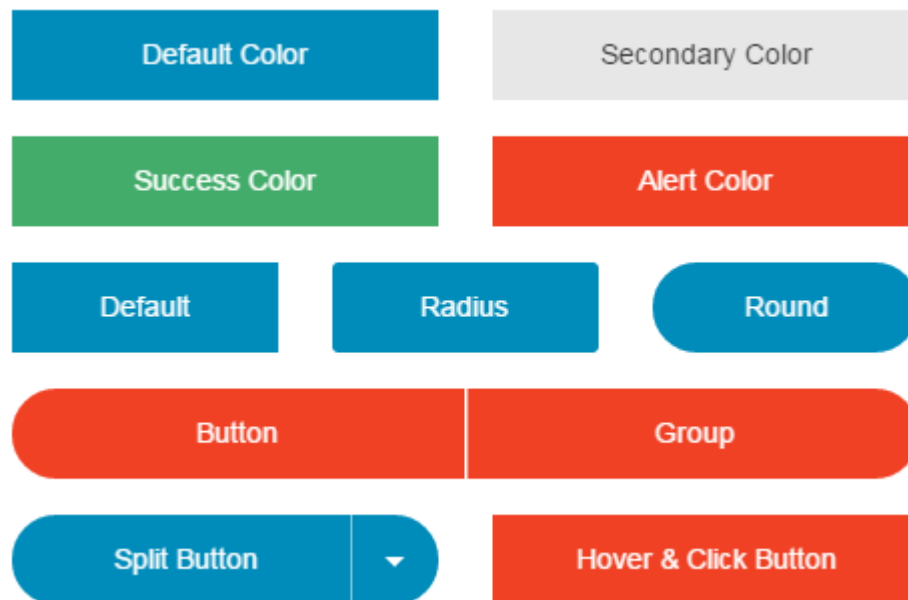 Default Color
Secondary Color
Success Color
Alert Color
Default
Radius
Round
Button
Group
Split Button
Hover & Click Button